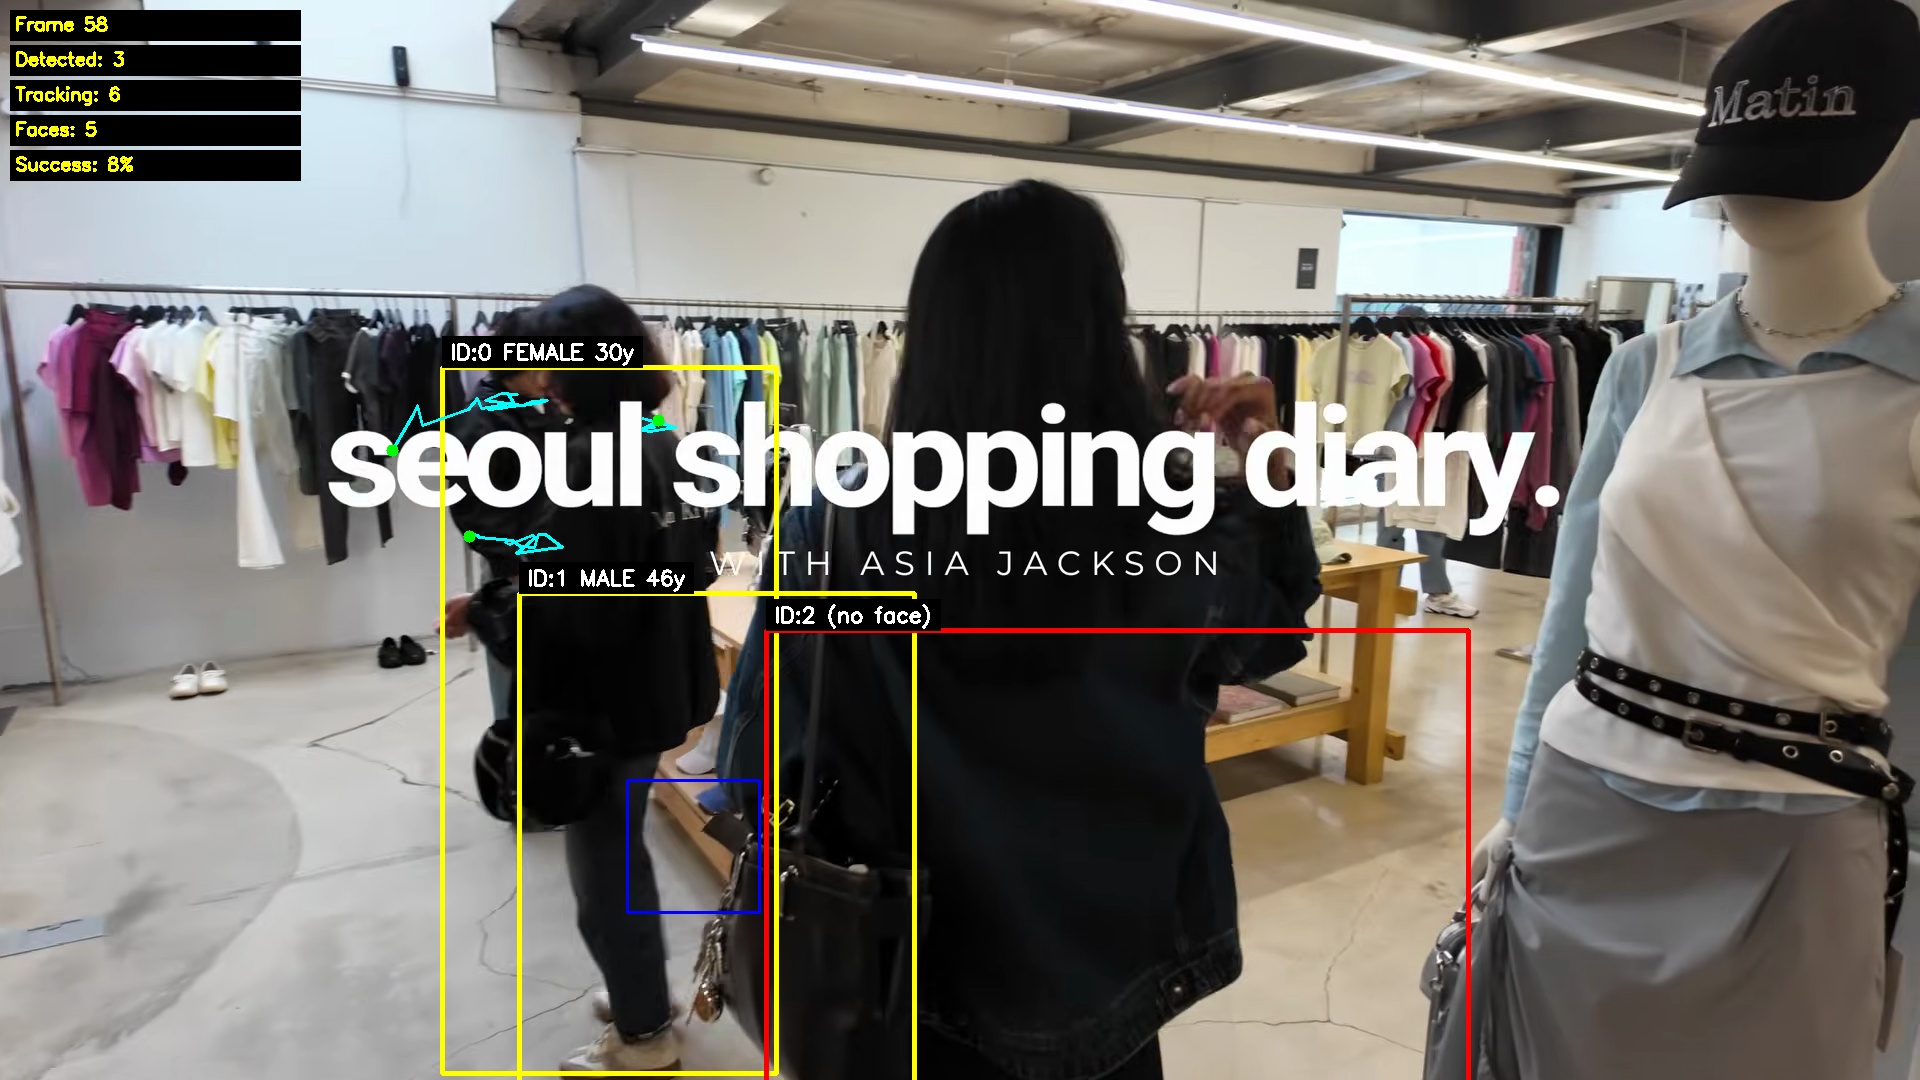 Frame 58
Detected: 3
Tracking: 6
Faces: 5
Success: 8%
Matin
ID:0 FEMALE 30y
seoul shopping diary.
WITH ASIA JACKSON
ID:1 MALE 46y
ID:2 (no face)